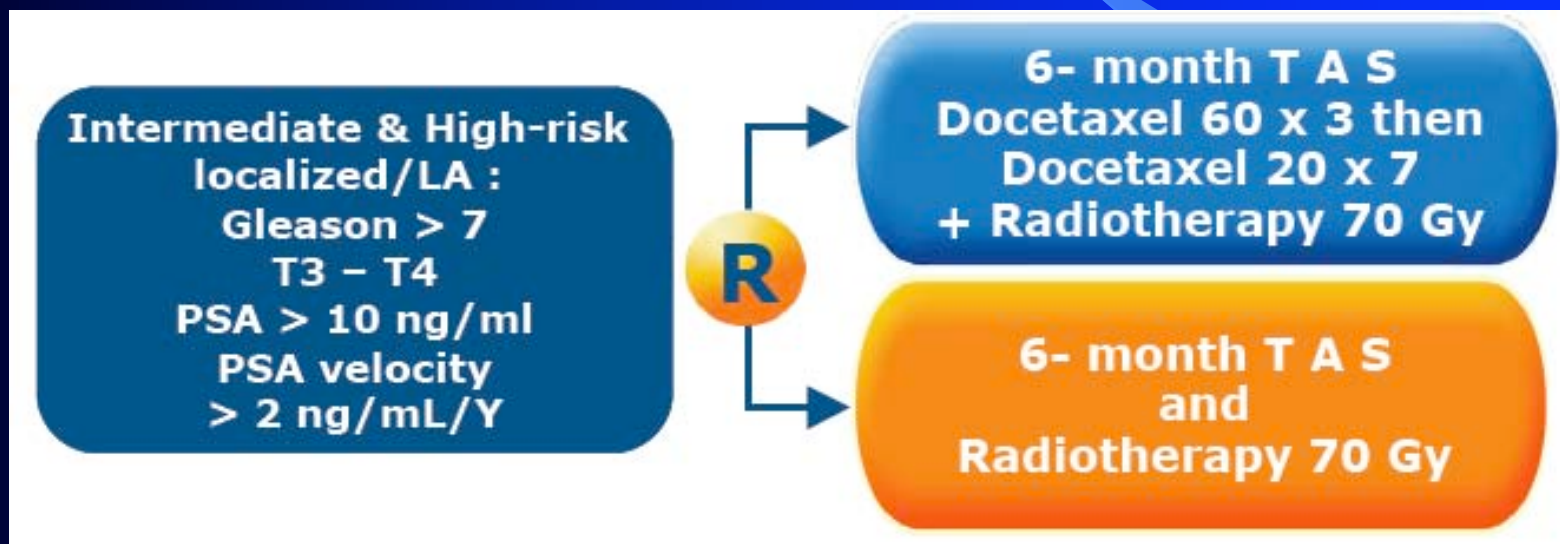 Intermediate & High-risk
localized/LA :
Gleason > 7
T3 – T4
PSA > 10 ng/ml
PSA velocity
> 2 ng/mL/Y
R
6- month T A S
Docetaxel 60 x 3 then
Docetaxel 20 x 7
+ Radiotherapy 70 Gy
6- month T A S
and
Radiotherapy 70 Gy